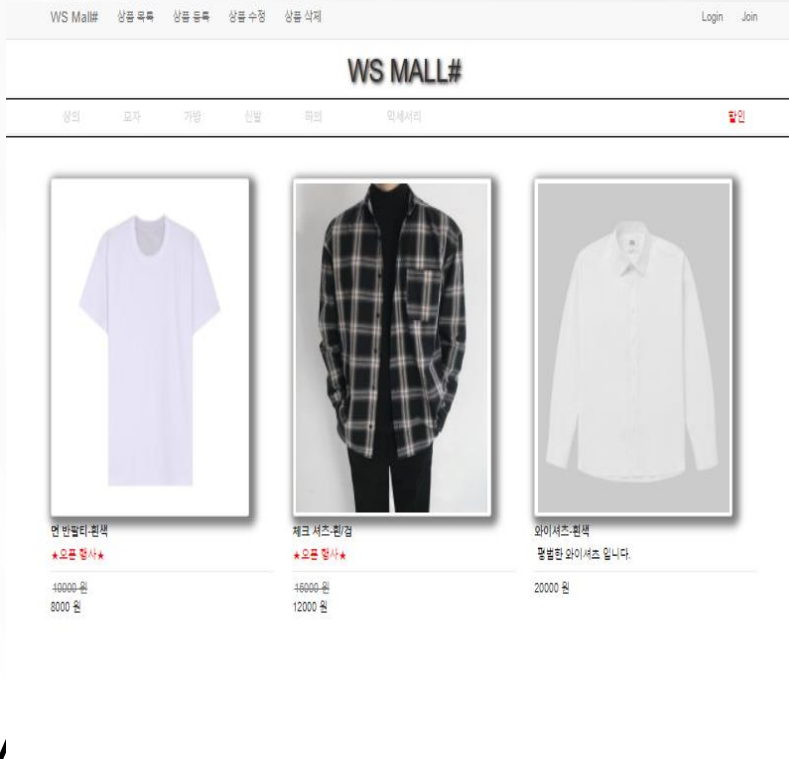 WS Mall# 상품 목록 상품 등록 상품 수정 상품 삭제 Login Join
WS MALL#
상의 모자 가방 신발 하의 악세서리 할인
면 반팔티-흰색
★오픈 행사★
10000 원
8000 원
체크 셔츠-흰/검
★오픈 행사★
16000 원
12000 원
와이셔츠-흰색
평범한 와이셔츠 입니다.
20000 원